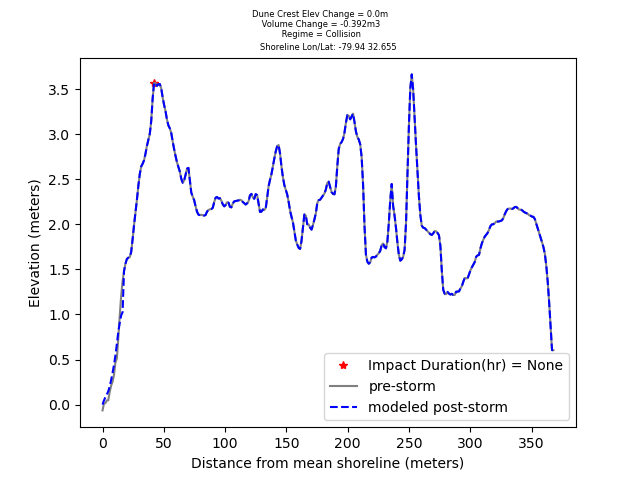 Dune Crest Elev Change = 0.0m
Volume Change = -0.392m3
Regime = Collision
Shoreline Lon/Lat: -79.94 32.655
3.5
3.0
2.5
2.0
1.5
1.0
0.5
0.0
Elevation (meters)
Impact Duration(hr) = None
pre-storm
modeled post-storm
0 50 100 150 200 250 300 350
Distance from mean shoreline (meters)